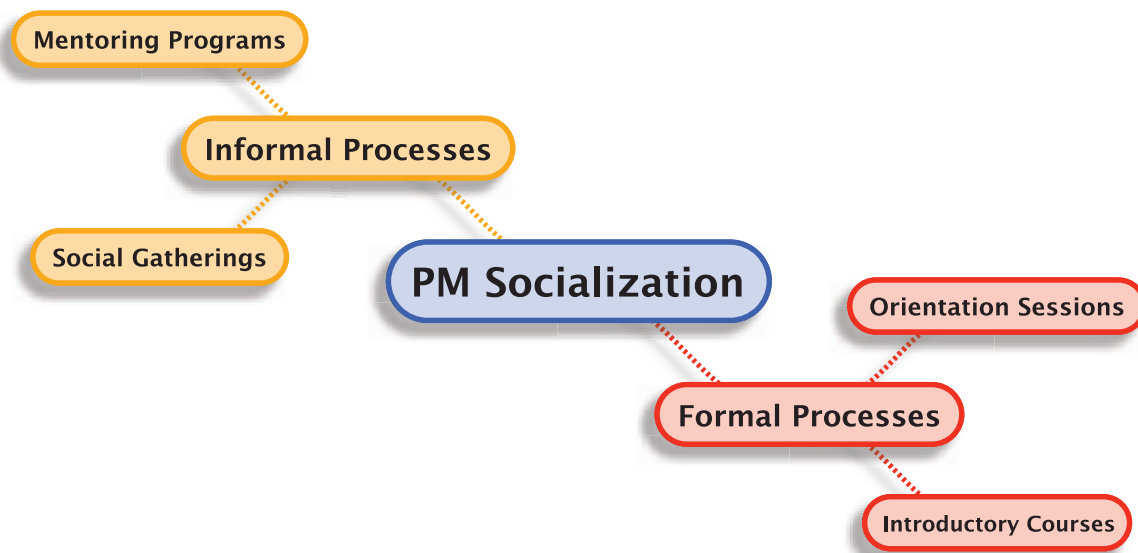 Mentoring Programs
Informal Processes
Social Gatherings
PM Socialization
Orientation Sessions
Formal Processes
Introductory Courses